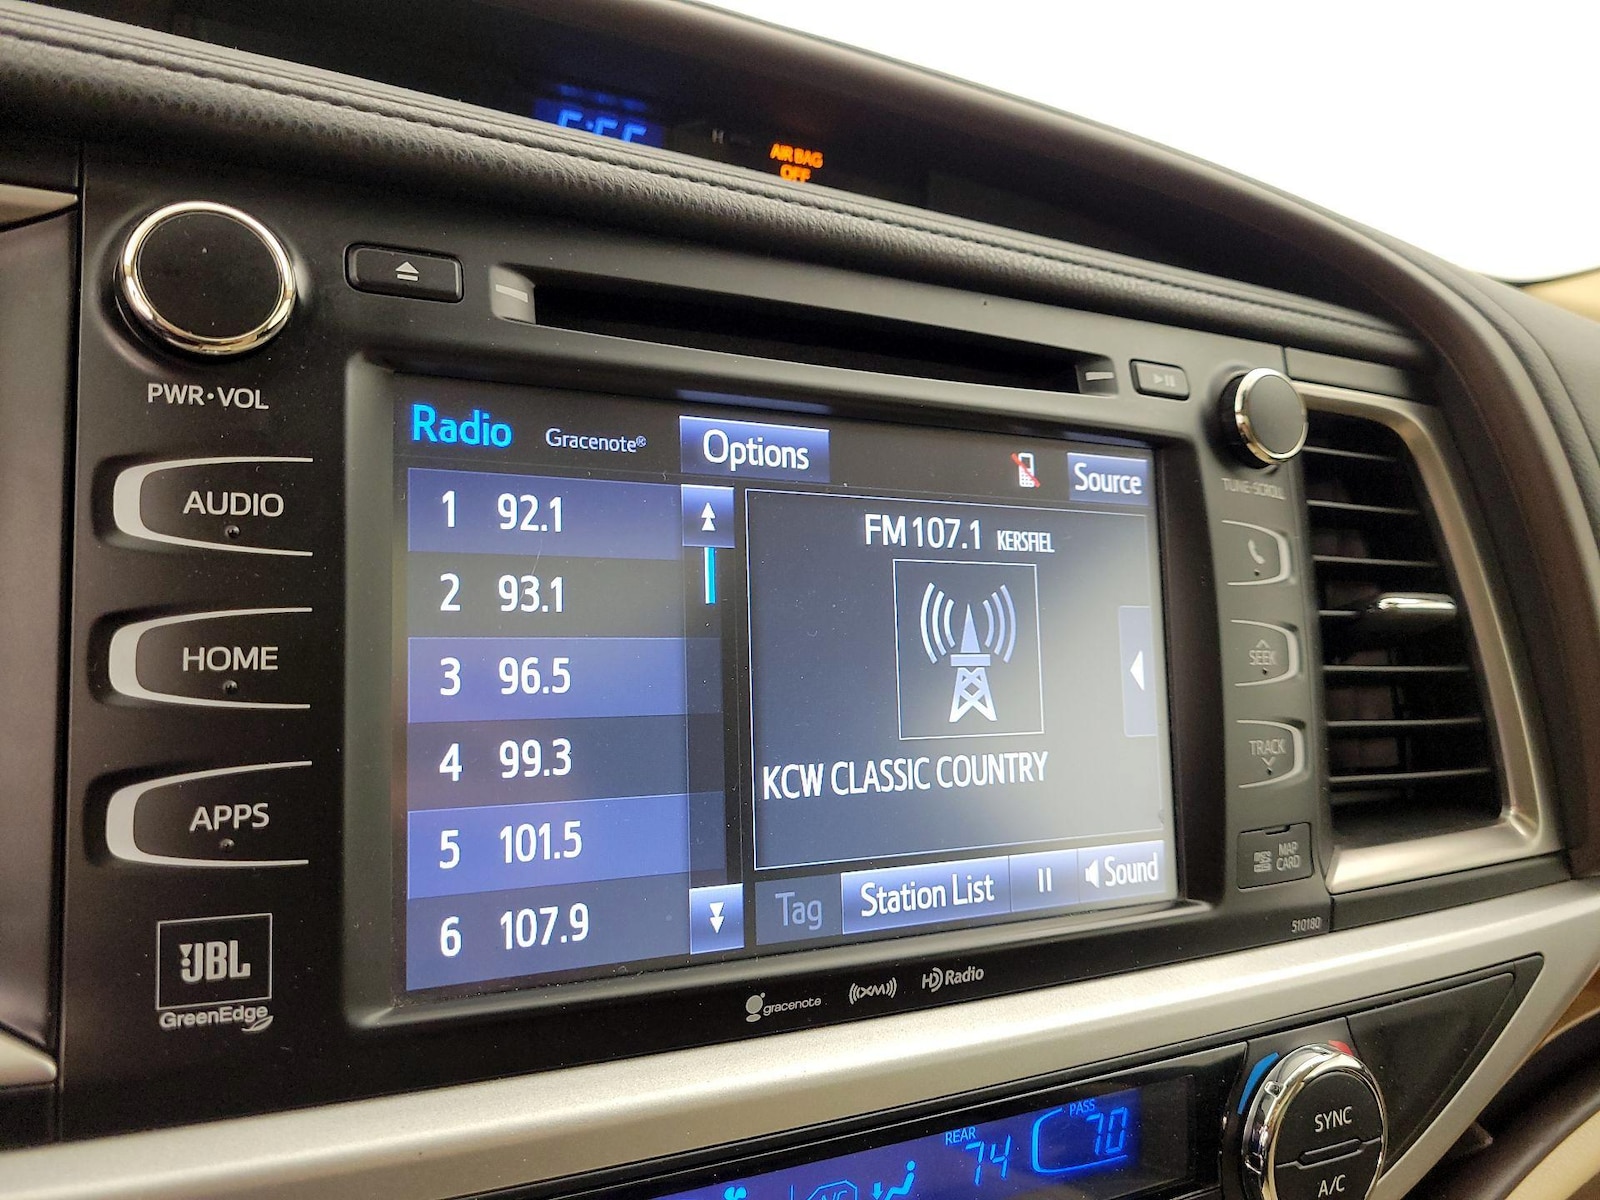 AIR BAG
OFF
PWR•VOL
AUDIO
HOME
APPS
JBL
GreenEdge
Radio Gracenote® Options Source
1 92.1
2 93.1
3 96.5
4 99.3
5 101.5
6 107.9
FM 107.1 KERSFIEL
KCW CLASSIC COUNTRY
Tag Station List Sound
gracenote ((XM)) HD Radio
TUNE•SCROLL
SEEK
TRACK
MAP
CARD
510180
REAR 74
PASS 70
SYNC
A/C